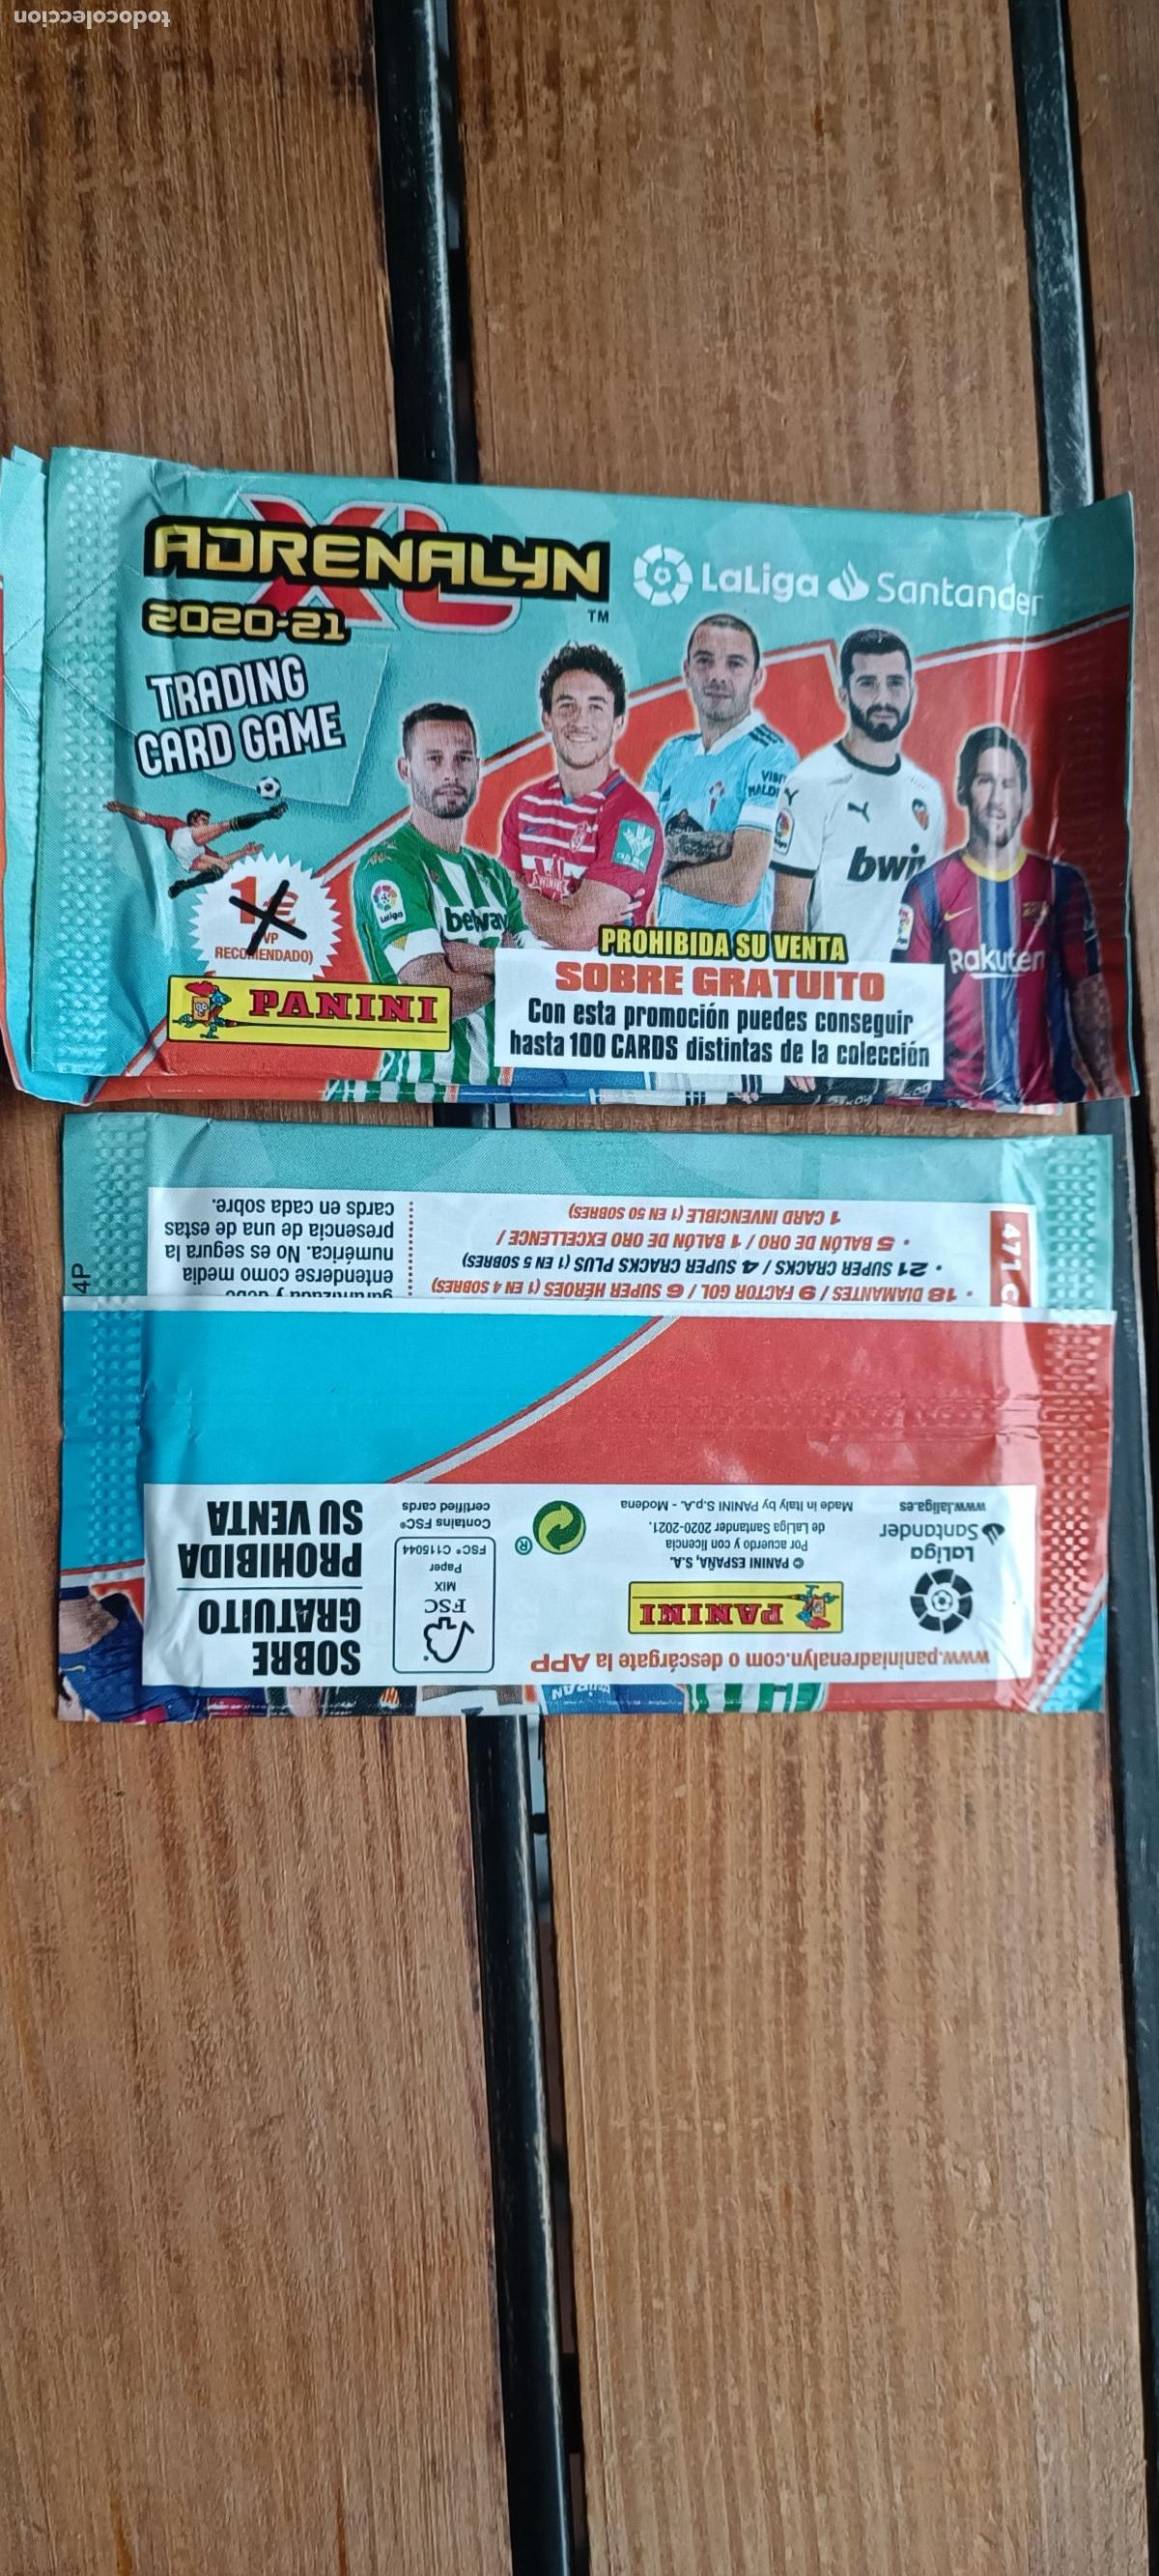 todocoleccion
ADRENALYN
XL
™
2020-21
TRADING
CARD GAME
LaLiga Santander
1€
RECOMENDADO)
PANINI
LaLiga
betway
VISIT
bwin
Rakuten
PROHIBIDA SU VENTA
SOBRE GRATUITO
Con esta promoción puedes conseguir
hasta 100 CARDS distintas de la colección
www.paniniadrenalyn.com o descárgate la APP
PANINI
© PANINI ESPAÑA, S.A.
Por acuerdo y con licencia
de LaLiga Santander 2020-2021.
Made in Italy by PANINI S.p.A. - Modena
LaLiga
Santander
www.laliga.es
®
FSC
MIX
Paper
FSC® C115044
Contains FSC®
certified cards
SOBRE
GRATUITO
PROHIBIDA
SU VENTA
471
• 18 DIAMANTES / 9 FACTOR GOL / 6 SUPER HÉROES (1 EN 4 SOBRES)
• 21 SUPER CRACKS / 4 SUPER CRACKS PLUS (1 EN 5 SOBRES)
• 5 BALÓN DE ORO / 1 BALÓN DE ORO EXCELLENCE /
1 CARD INVENCIBLE (1 EN 50 SOBRES)
entenderse como media
numérica. No es segura la
presencia de una de estas
cards en cada sobre.
4P